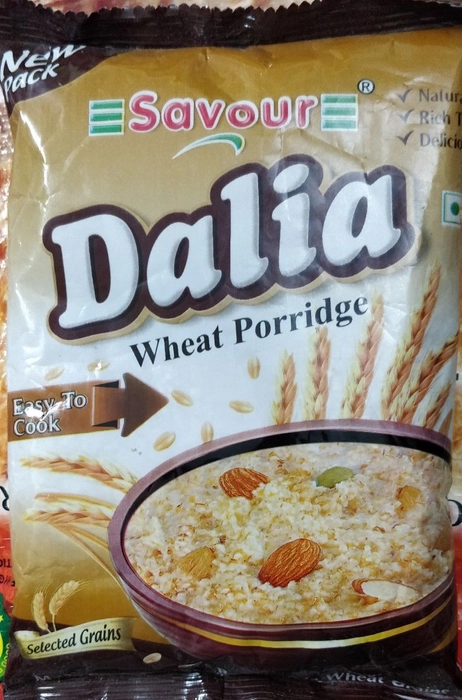 New
Pack
Savour®
Dalia
Wheat Porridge
Easy To
Cook
Selected Grains